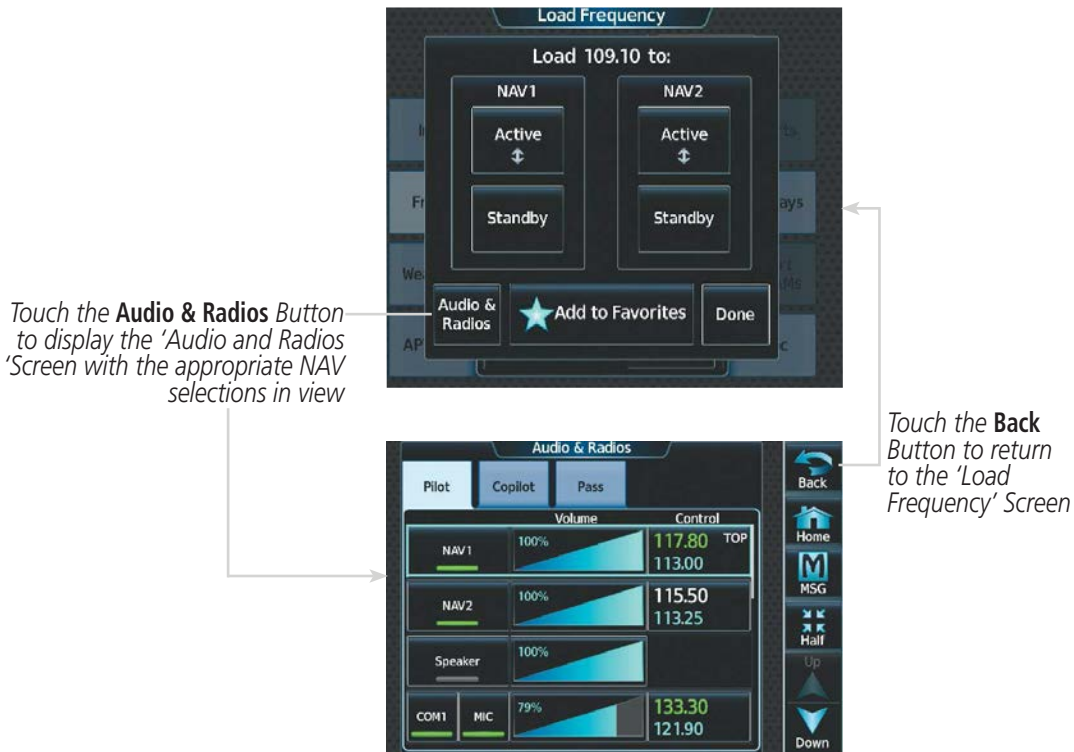 Load Frequency
Load 109.10 to:
NAV1
NAV2
Active
Active
Standby
Standby
Audio &
Radios
Add to Favorites
Done
Touch the Audio & Radios Button
to display the 'Audio and Radios
'Screen with the appropriate NAV
selections in view
Touch the Back
Button to return
to the 'Load
Frequency' Screen
Audio & Radios
Pilot
Copilot
Pass
Volume
Control
NAV1
100%
117.80 TOP
113.00
NAV2
100%
115.50
113.25
Speaker
100%
COM1
MIC
79%
133.30
121.90
Back
Home
M
MSG
Half
Up
Down